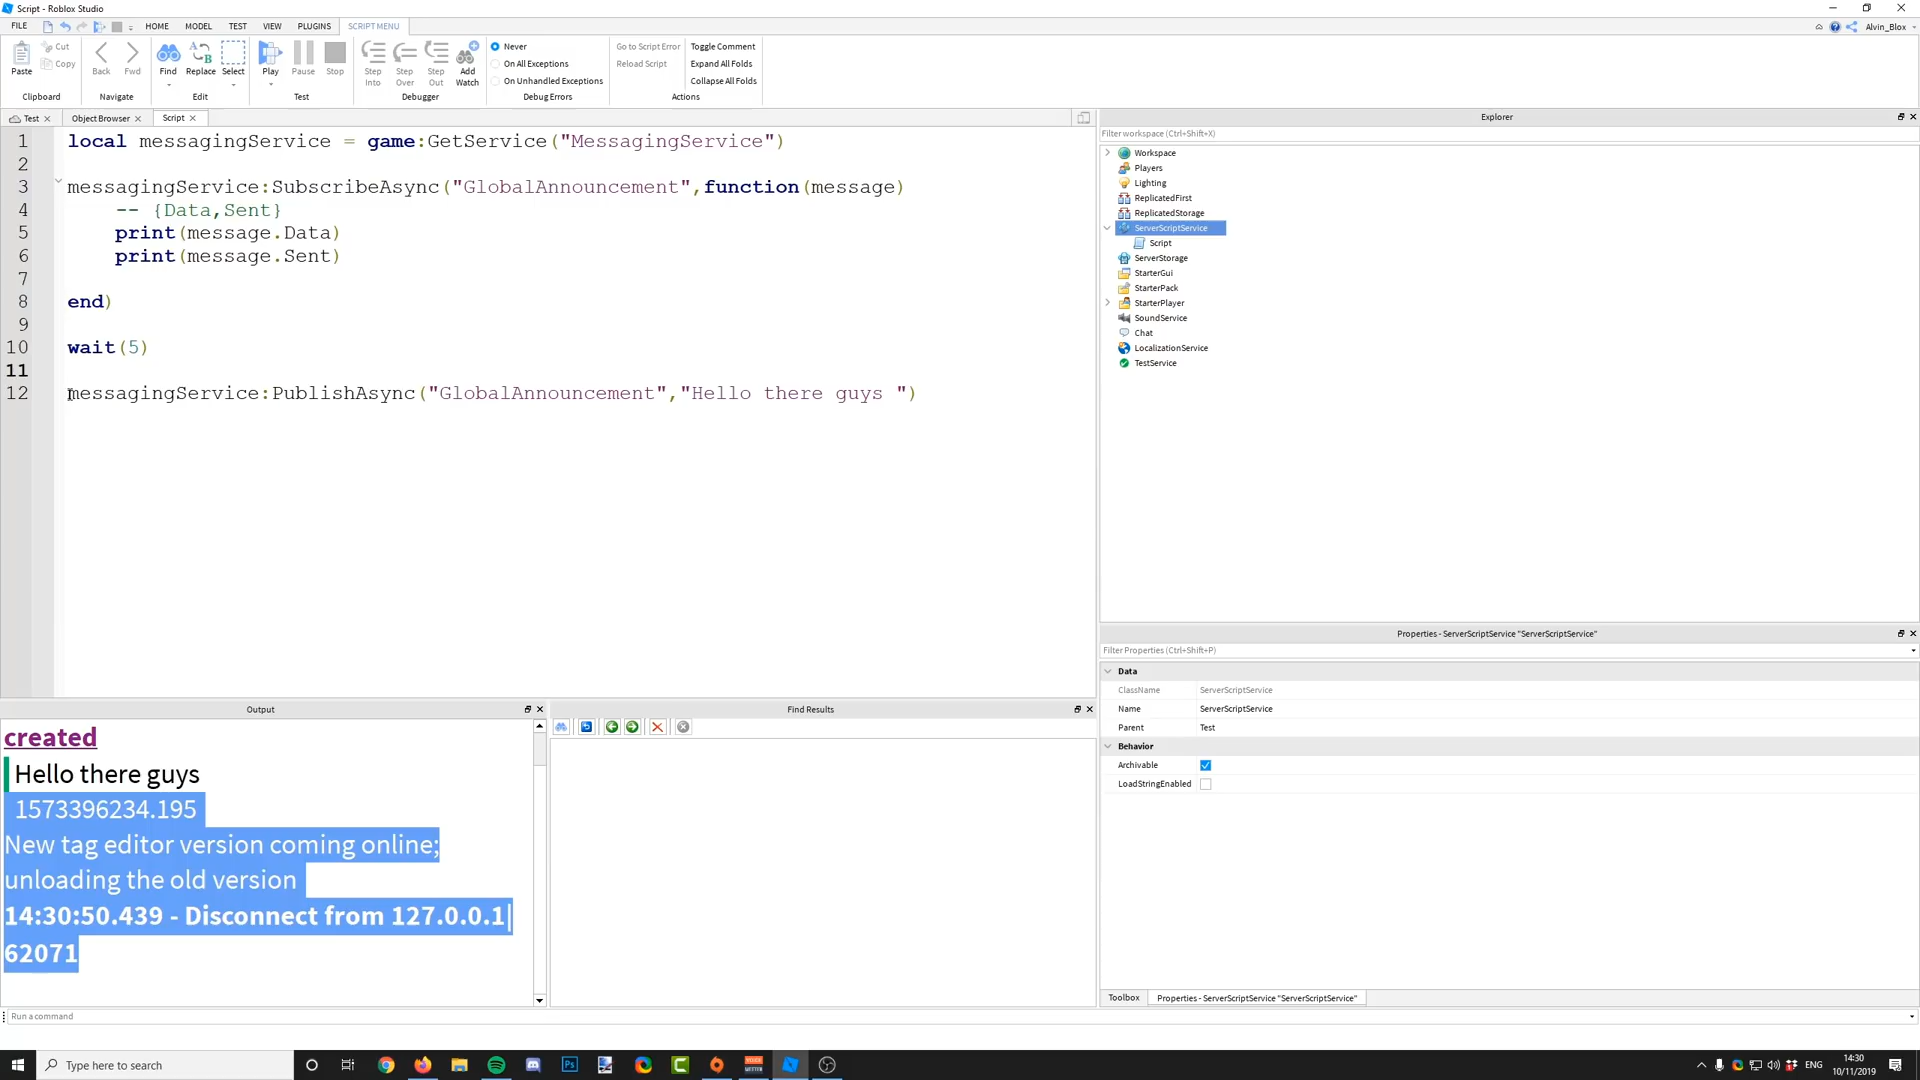 Script - Roblox Studio
FILE HOME MODEL TEST VIEW PLUGINS SCRIPT MENU
Alvin_Blox
Paste Cut Copy Back Fwd Find Replace Select Play Pause Stop Step Into Step Over Step Out Add Watch
Never
On All Exceptions
On Unhandled Exceptions
Go to Script Error
Reload Script
Toggle Comment
Expand All Folds
Collapse All Folds
Clipboard Navigate Edit Test Debugger Debug Errors Actions
Test Object Browser Script
1 local messagingService = game:GetService("MessagingService")
2
3 messagingService:SubscribeAsync("GlobalAnnouncement",function(message)
4 -- {Data,Sent}
5 print(message.Data)
6 print(message.Sent)
7
8 end)
9
10 wait(5)
11
12 messagingService:PublishAsync("GlobalAnnouncement","Hello there guys ")
Explorer
Filter workspace (Ctrl+Shift+X)
Workspace
Players
Lighting
ReplicatedFirst
ReplicatedStorage
ServerScriptService
Script
ServerStorage
StarterGui
StarterPack
StarterPlayer
SoundService
Chat
LocalizationService
TestService
Properties - ServerScriptService "ServerScriptService"
Filter Properties (Ctrl+Shift+P)
Data
ClassName ServerScriptService
Name ServerScriptService
Parent Test
Behavior
Archivable
LoadStringEnabled
Toolbox Properties - ServerScriptService "ServerScriptService"
Output
created
Hello there guys
1573396234.195
New tag editor version coming online;
unloading the old version
14:30:50.439 - Disconnect from 127.0.0.1|
62071
Find Results
Run a command
Type here to search
ENG
14:30
10/11/2019